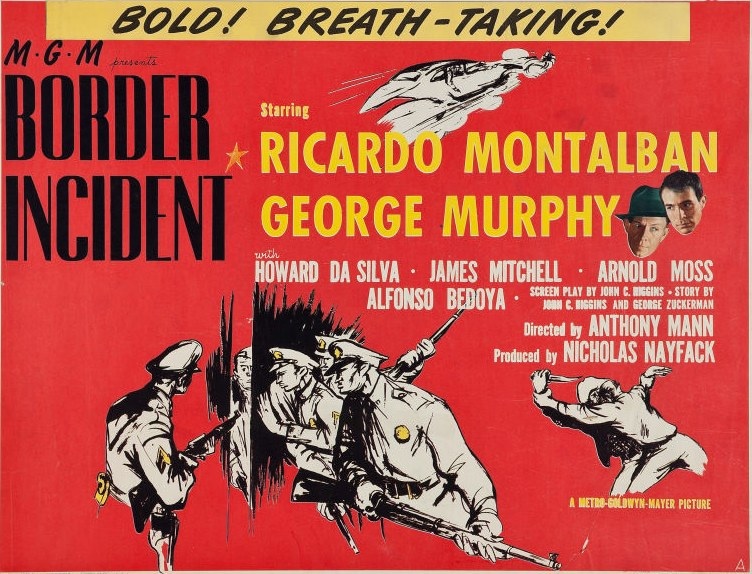 BOLD! BREATH-TAKING!
M·G·M presents
BORDER
INCIDENT
Starring
RICARDO MONTALBAN
GEORGE MURPHY
with
HOWARD DA SILVA · JAMES MITCHELL · ARNOLD MOSS
ALFONSO BEDOYA · SCREEN PLAY BY JOHN C. HIGGINS · STORY BY
JOHN C. HIGGINS AND GEORGE ZUCKERMAN
Directed by ANTHONY MANN
Produced by NICHOLAS NAYFACK
A METRO-GOLDWYN-MAYER PICTURE
A